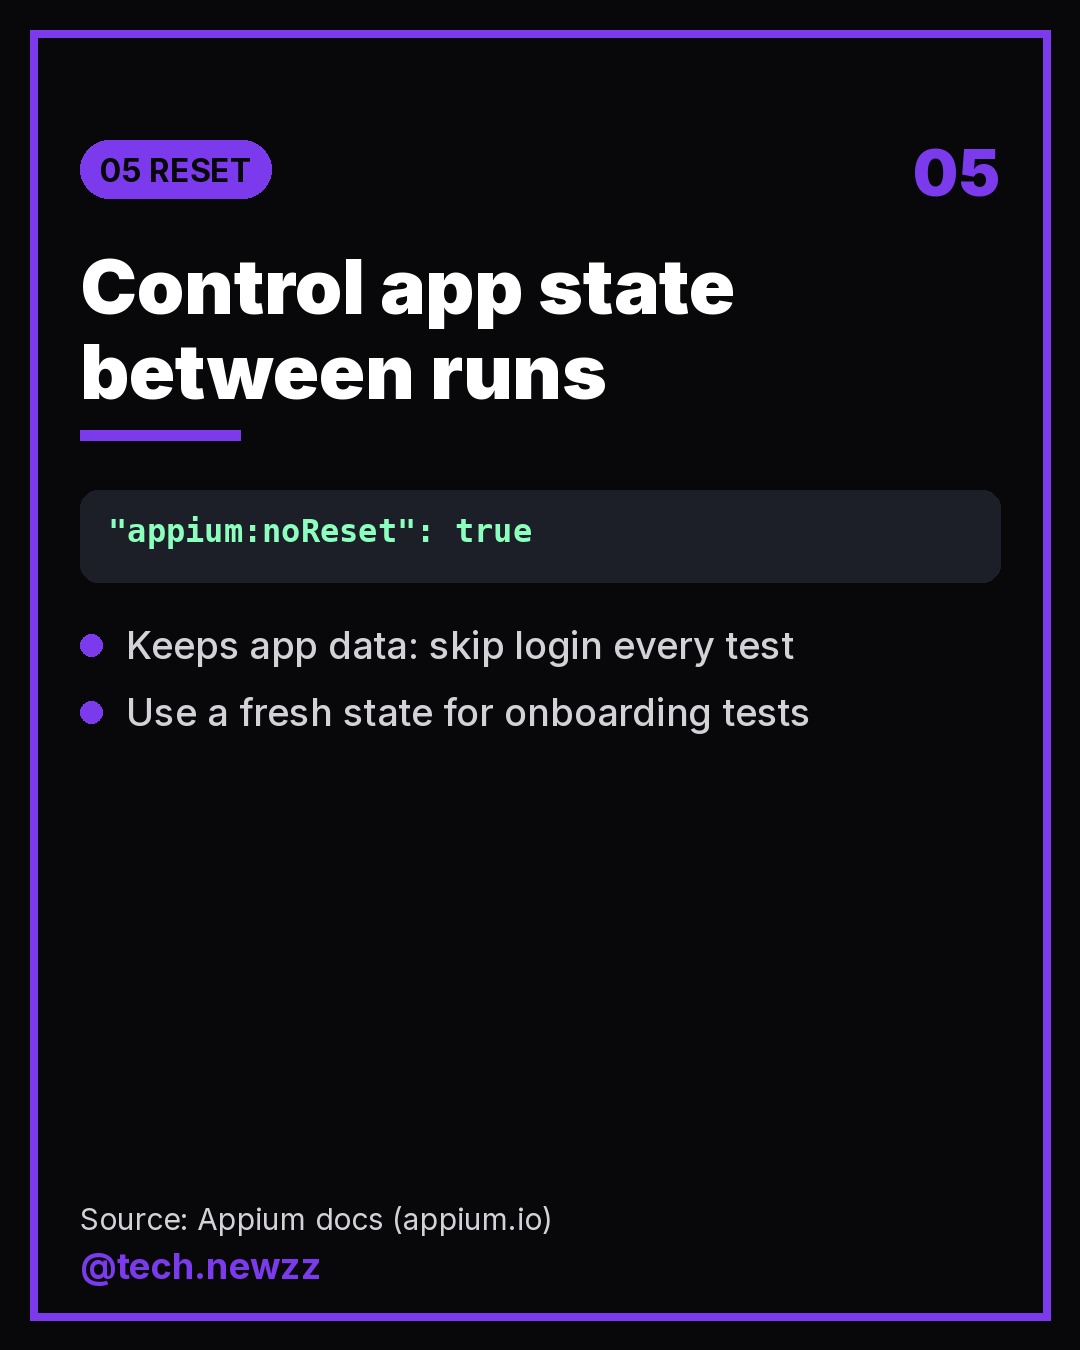 05 RESET
05
Control app state
between runs
"appium:noReset": true
Keeps app data: skip login every test
Use a fresh state for onboarding tests
Source: Appium docs (appium.io)
@tech.newzz